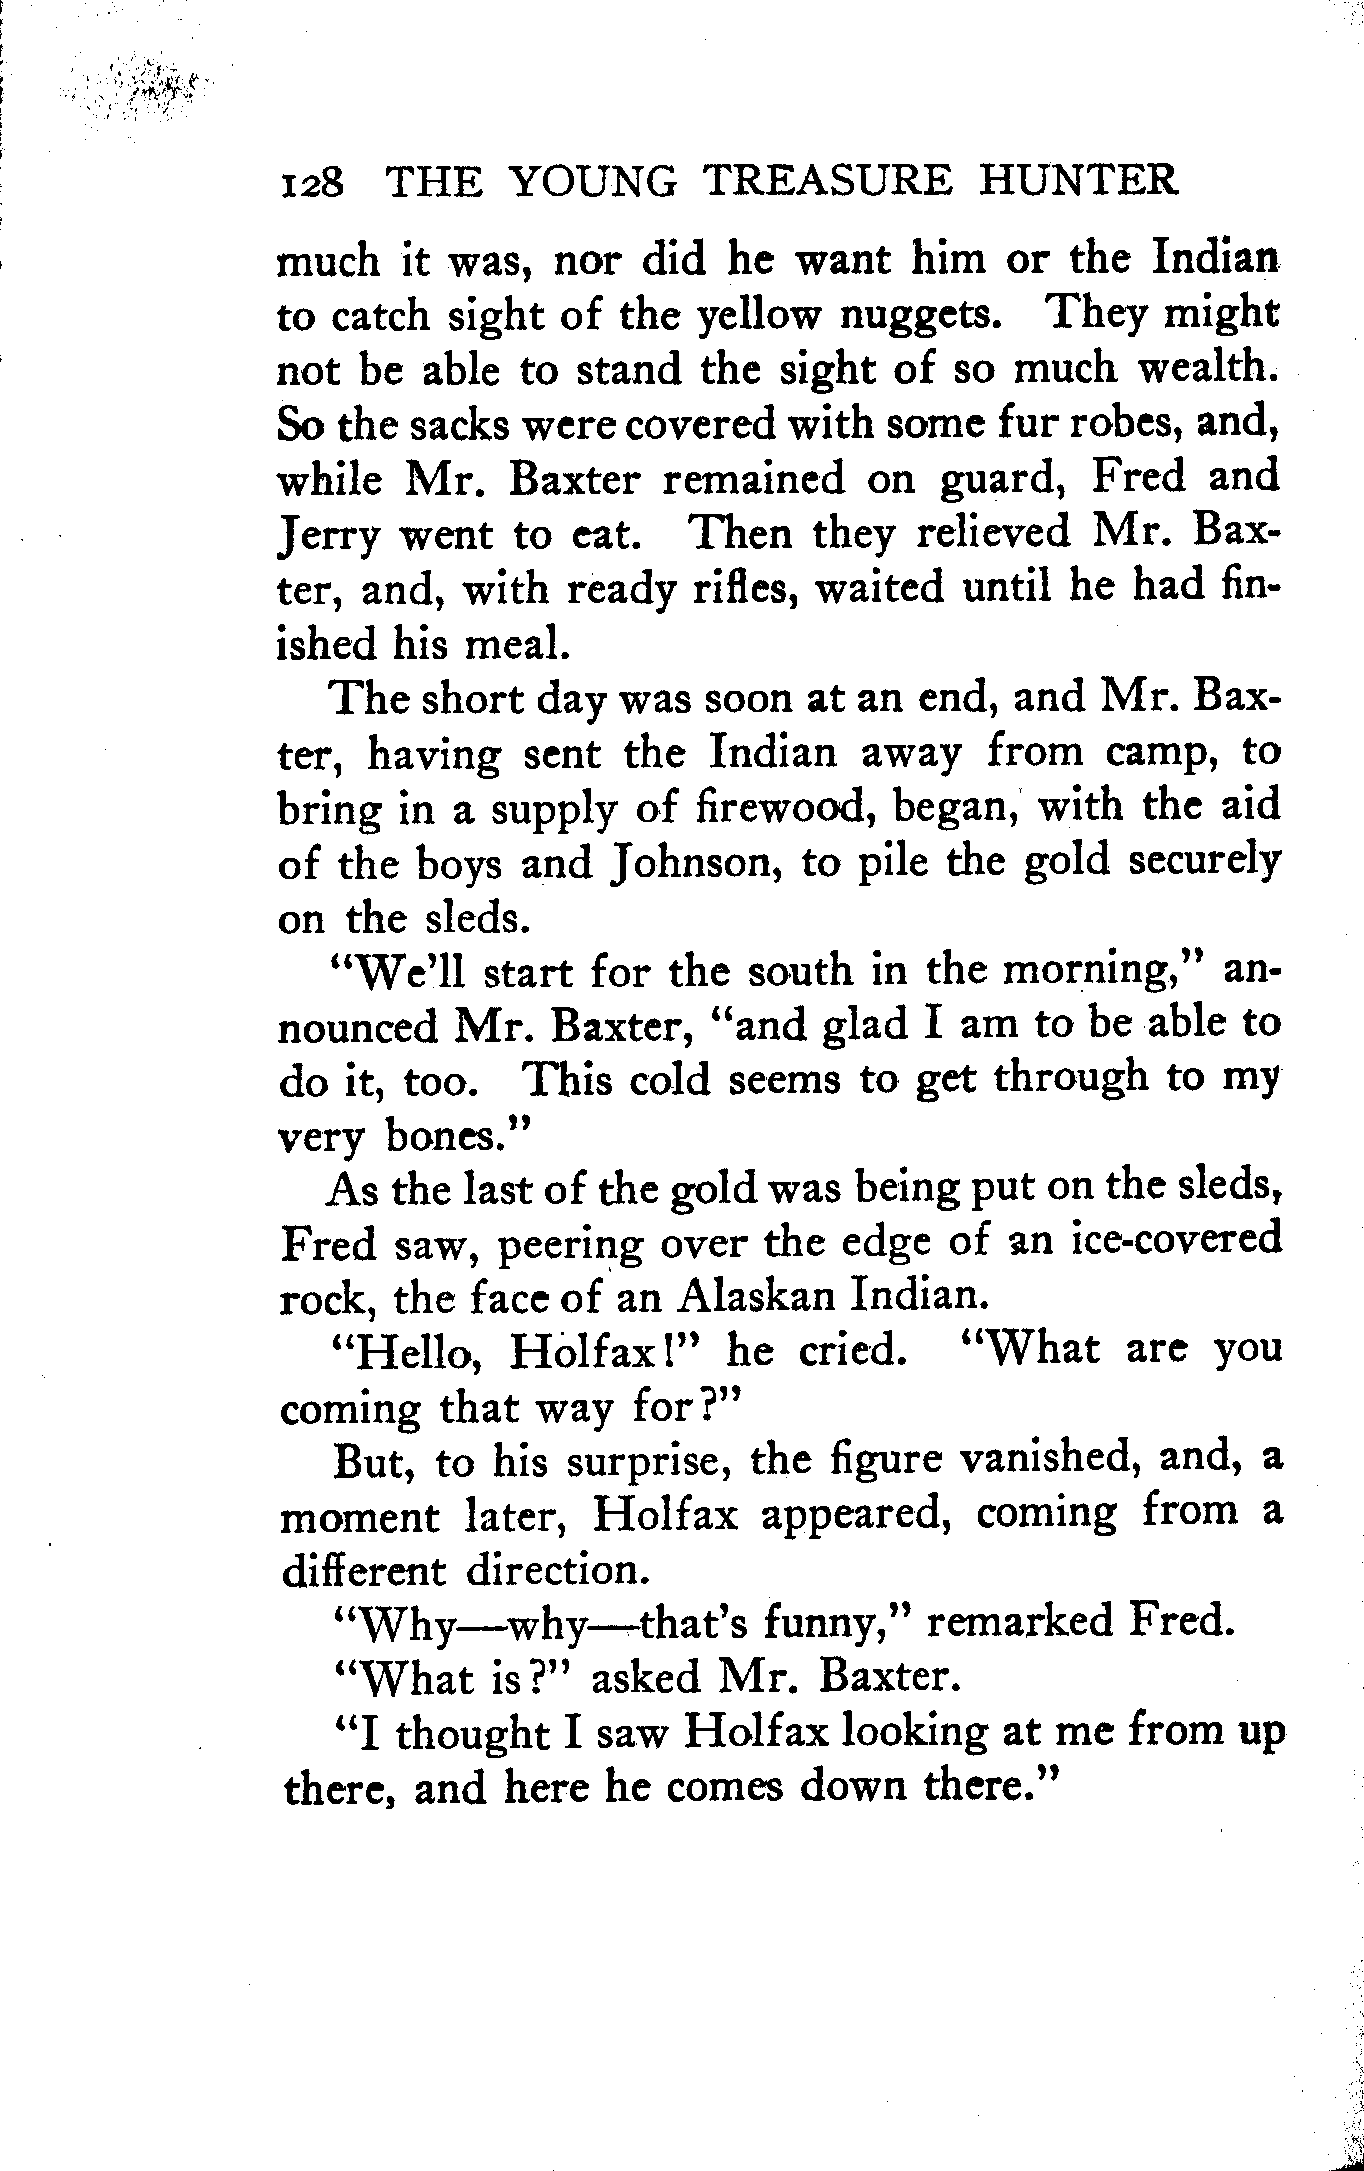 128 THE YOUNG TREASURE HUNTER
much it was, nor did he want him or the Indian
to catch sight of the yellow nuggets. They might
not be able to stand the sight of so much wealth.
So the sacks were covered with some fur robes, and,
while Mr. Baxter remained on guard, Fred and
Jerry went to eat. Then they relieved Mr. Bax-
ter, and, with ready rifles, waited until he had fin-
ished his meal.
The short day was soon at an end, and Mr. Bax-
ter, having sent the Indian away from camp, to
bring in a supply of firewood, began, with the aid
of the boys and Johnson, to pile the gold securely
on the sleds.
“We’ll start for the south in the morning,” an-
nounced Mr. Baxter, “and glad I am to be able to
do it, too. This cold seems to get through to my
very bones.”
As the last of the gold was being put on the sleds,
Fred saw, peering over the edge of an ice-covered
rock, the face of an Alaskan Indian.
“Hello, Holfax!” he cried. “What are you
coming that way for?”
But, to his surprise, the figure vanished, and, a
moment later, Holfax appeared, coming from a
different direction.
“Why—why—that’s funny,” remarked Fred.
“What is?” asked Mr. Baxter.
“I thought I saw Holfax looking at me from up
there, and here he comes down there.”